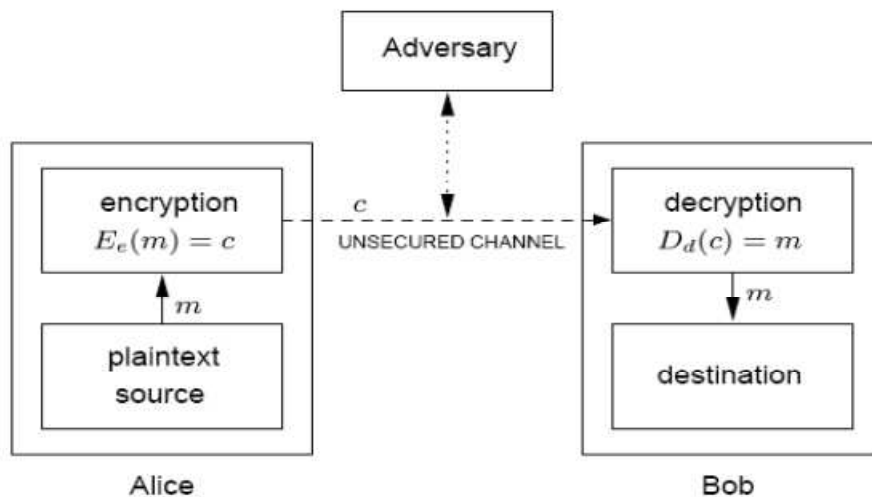 Adversary
encryption
E_e(m) = c
m
plaintext
source
Alice
c
UNSECURED CHANNEL
decryption
D_d(c) = m
m
destination
Bob